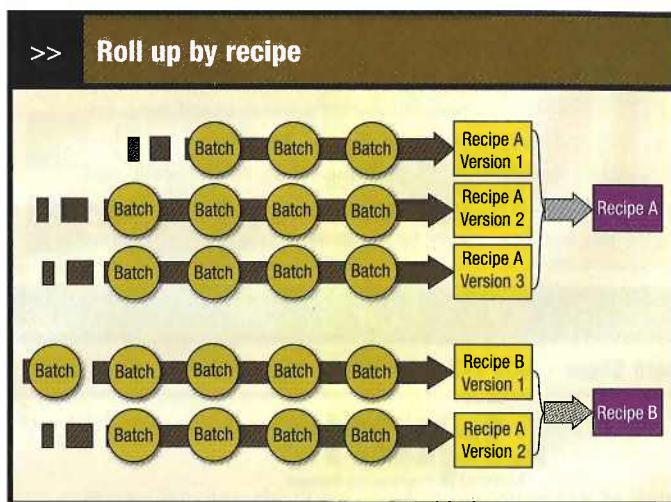 >> Roll up by recipe
Batch Batch Batch
Recipe A
Version 1
Batch Batch Batch Batch
Recipe A
Version 2
Recipe A
Batch Batch Batch Batch
Recipe A
Version 3
Batch Batch Batch Batch Batch
Recipe B
Version 1
Recipe B
Batch Batch Batch Batch
Recipe A
Version 2